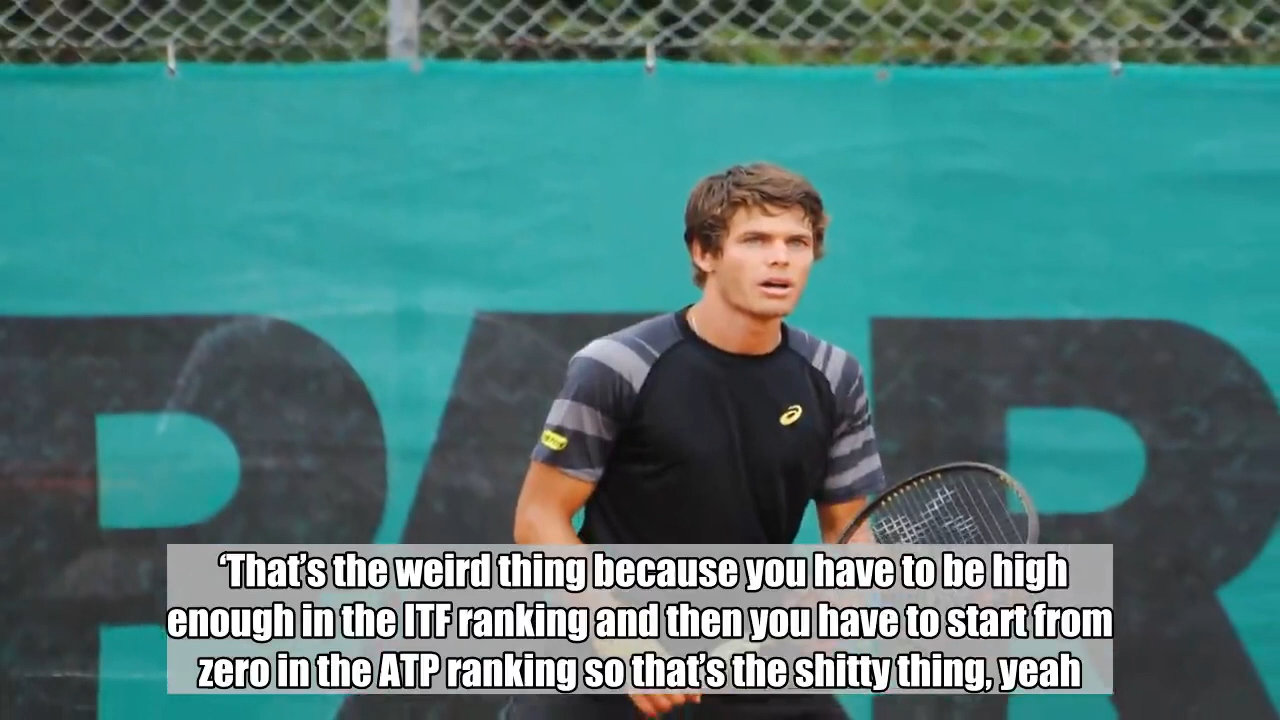 PAR
‘That’s the weird thing because you have to be high
enough in the ITF ranking and then you have to start from
zero in the ATP ranking so that’s the shitty thing, yeah